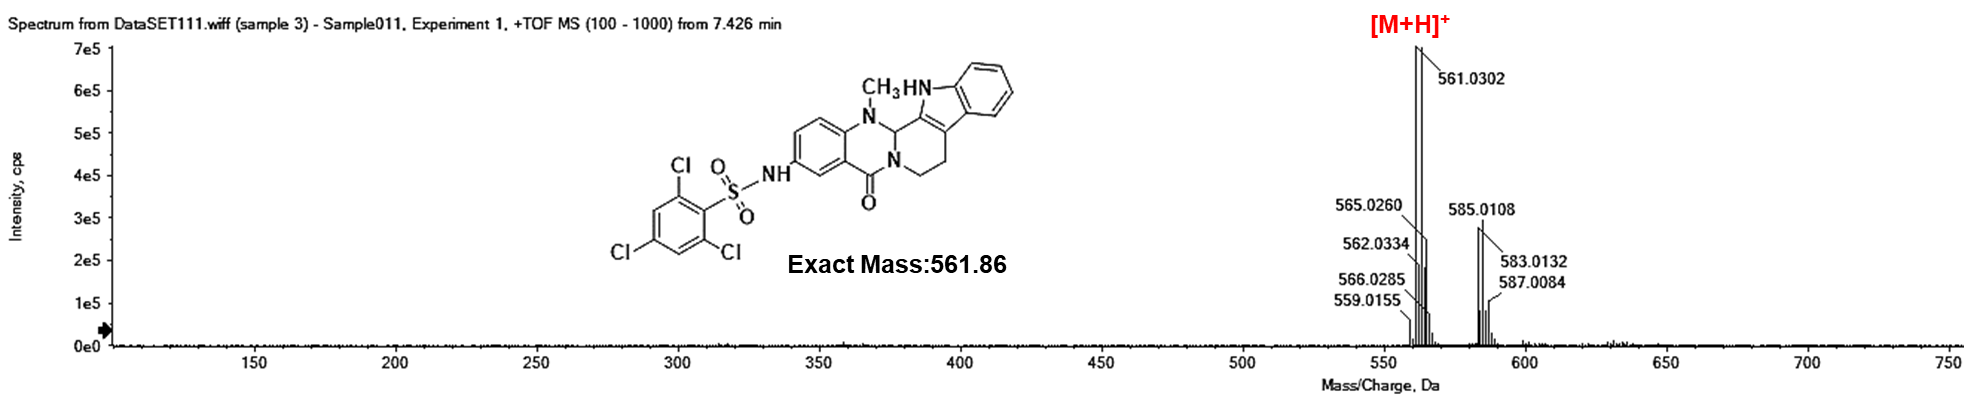 Spectrum from DataSET111.wiff (sample 3) - Sample011, Experiment 1, +TOF MS (100 - 1000) from 7.426 min
[M+H]+
7e5
6e5
5e5
4e5
3e5
2e5
1e5
0e0
Intensity, cps
561.0302
565.0260
585.0108
562.0334
583.0132
566.0285
587.0084
559.0155
CH3
HN
N
N
O
NH
O
S
O
Cl
Cl
Cl
Exact Mass:561.86
150 200 250 300 350 400 450 500 550 600 650 700 750
Mass/Charge, Da